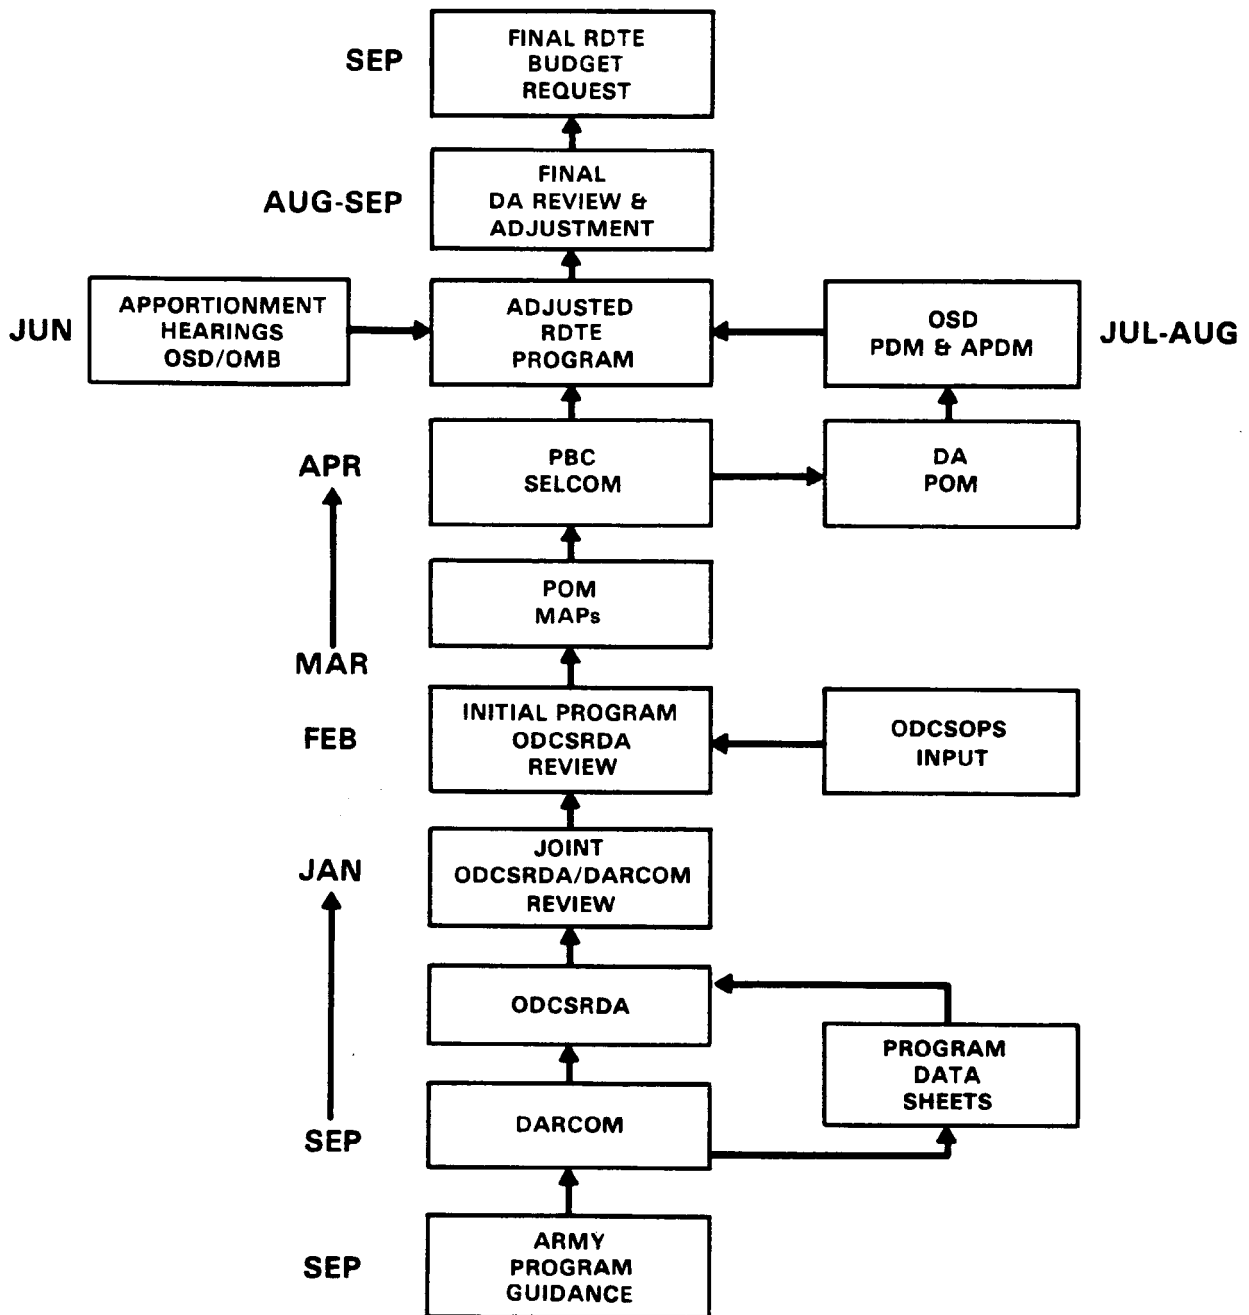 SEP
FINAL RDTE
BUDGET
REQUEST
AUG-SEP
FINAL
DA REVIEW &
ADJUSTMENT
JUN
APPORTIONMENT
HEARINGS
OSD/OMB
ADJUSTED
RDTE
PROGRAM
OSD
PDM & APDM
JUL-AUG
APR
PBC
SELCOM
DA
POM
POM
MAPs
MAR
FEB
INITIAL PROGRAM
ODCSRDA
REVIEW
ODCSOPS
INPUT
JAN
JOINT
ODCSRDA/DARCOM
REVIEW
ODCSRDA
PROGRAM
DATA
SHEETS
DARCOM
SEP
SEP
ARMY
PROGRAM
GUIDANCE